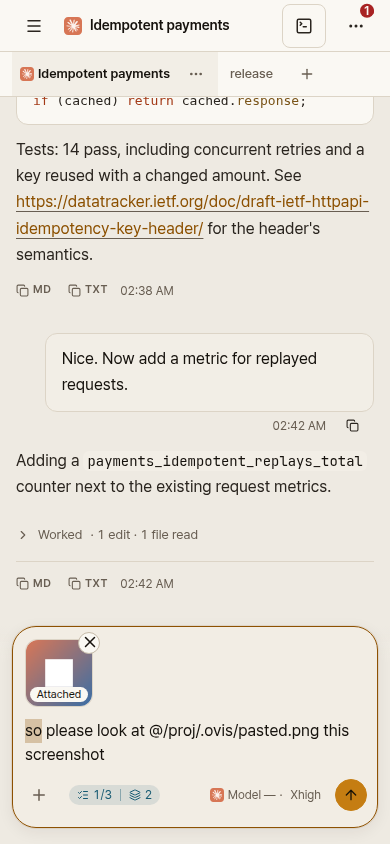 Idempotent payments
1
Idempotent payments
release
if (cached) return cached.response;
Tests: 14 pass, including concurrent retries and a
key reused with a changed amount. See
https://datatracker.ietf.org/doc/draft-ietf-httpapi-
idempotency-key-header/ for the header's
semantics.
MD TXT 02:38 AM
Nice. Now add a metric for replayed
requests.
02:42 AM
Adding a payments_idempotent_replays_total
counter next to the existing request metrics.
Worked · 1 edit · 1 file read
MD TXT 02:42 AM
Attached
so please look at @/proj/.ovis/pasted.png this
screenshot
1/3 2 Model — · Xhigh